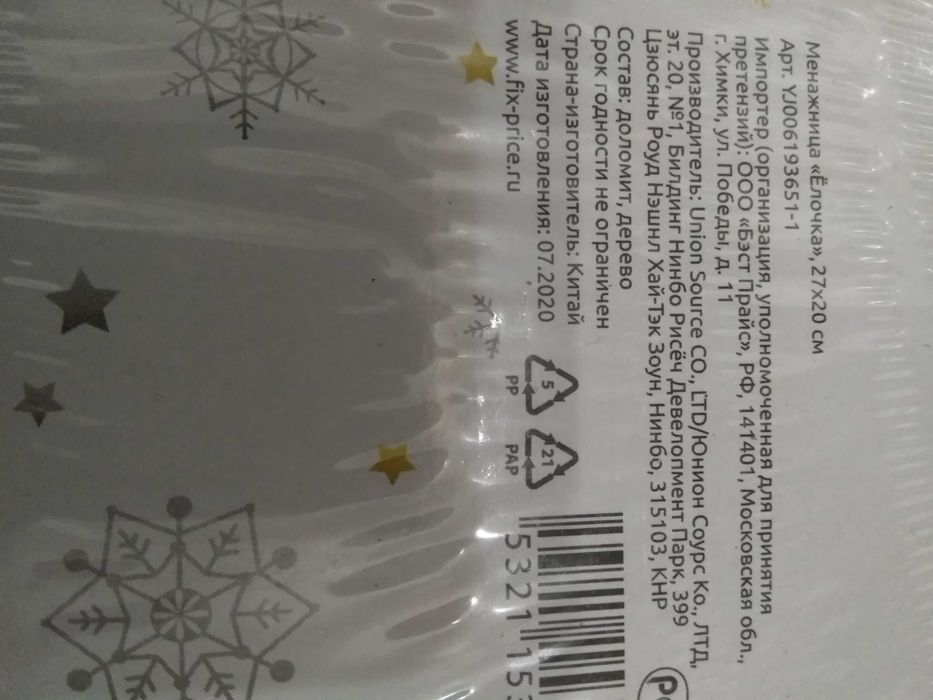 Менажница «Ёлочка», 27х20 см
Арт. YJ006193651-1
Импортер (организация, уполномоченная для принятия
претензий): ООО «Бэст Прайс», РФ, 141401, Московская обл.,
г. Химки, ул. Победы, д. 11
Производитель: Union Source CO., LTD/Юнион Соурс Ко., ЛТД,
эт. 20, №1, Билдинг Нинбо Рисёч Девелопмент Парк, 399
Цзюсянь Роуд Нэшнл Хай-Тэк Зоун, Нинбо, 315103, КНР
Состав: доломит, дерево
Срок годности не ограничен
Страна-изготовитель: Китай
Дата изготовления: 07.2020
www.fix-price.ru
5
PP
21
PAP
5321